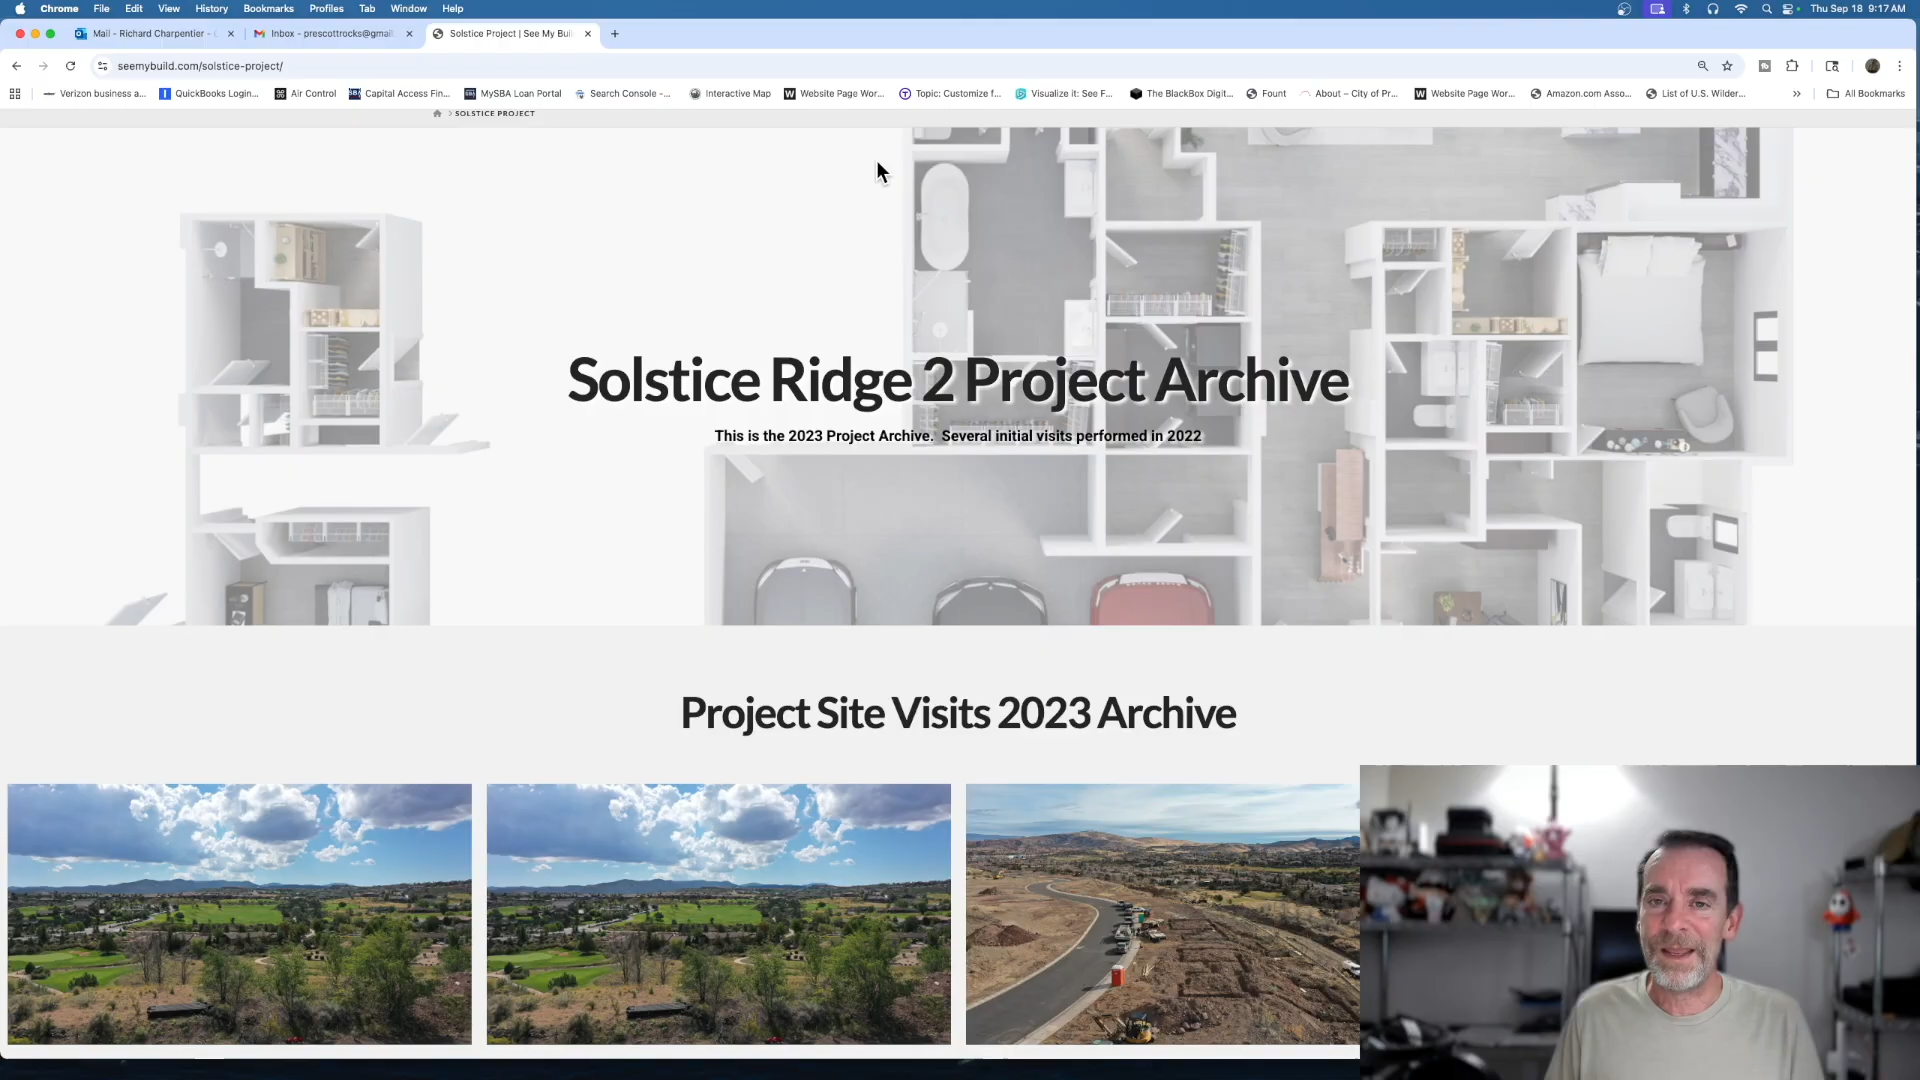 Chrome File Edit View History Bookmarks Profiles Tab Window Help Thu Sep 18 9:17 AM
Mail - Richard Charpentier - Inbox - prescottrocks@gmai Solstice Project | See My Bui
seemybuild.com/solstice-project/
Verizon business a... QuickBooks Login... Air Control Capital Access Fin... MySBA Loan Portal Search Console -... Interactive Map Website Page Wor... Topic: Customize f... Visualize it: See F... The BlackBox Digit... Fount About – City of Pr... Website Page Wor... Amazon.com Asso... List of U.S. Wilder... » All Bookmarks
> SOLSTICE PROJECT
Solstice Ridge 2 Project Archive
This is the 2023 Project Archive. Several initial visits performed in 2022
Project Site Visits 2023 Archive